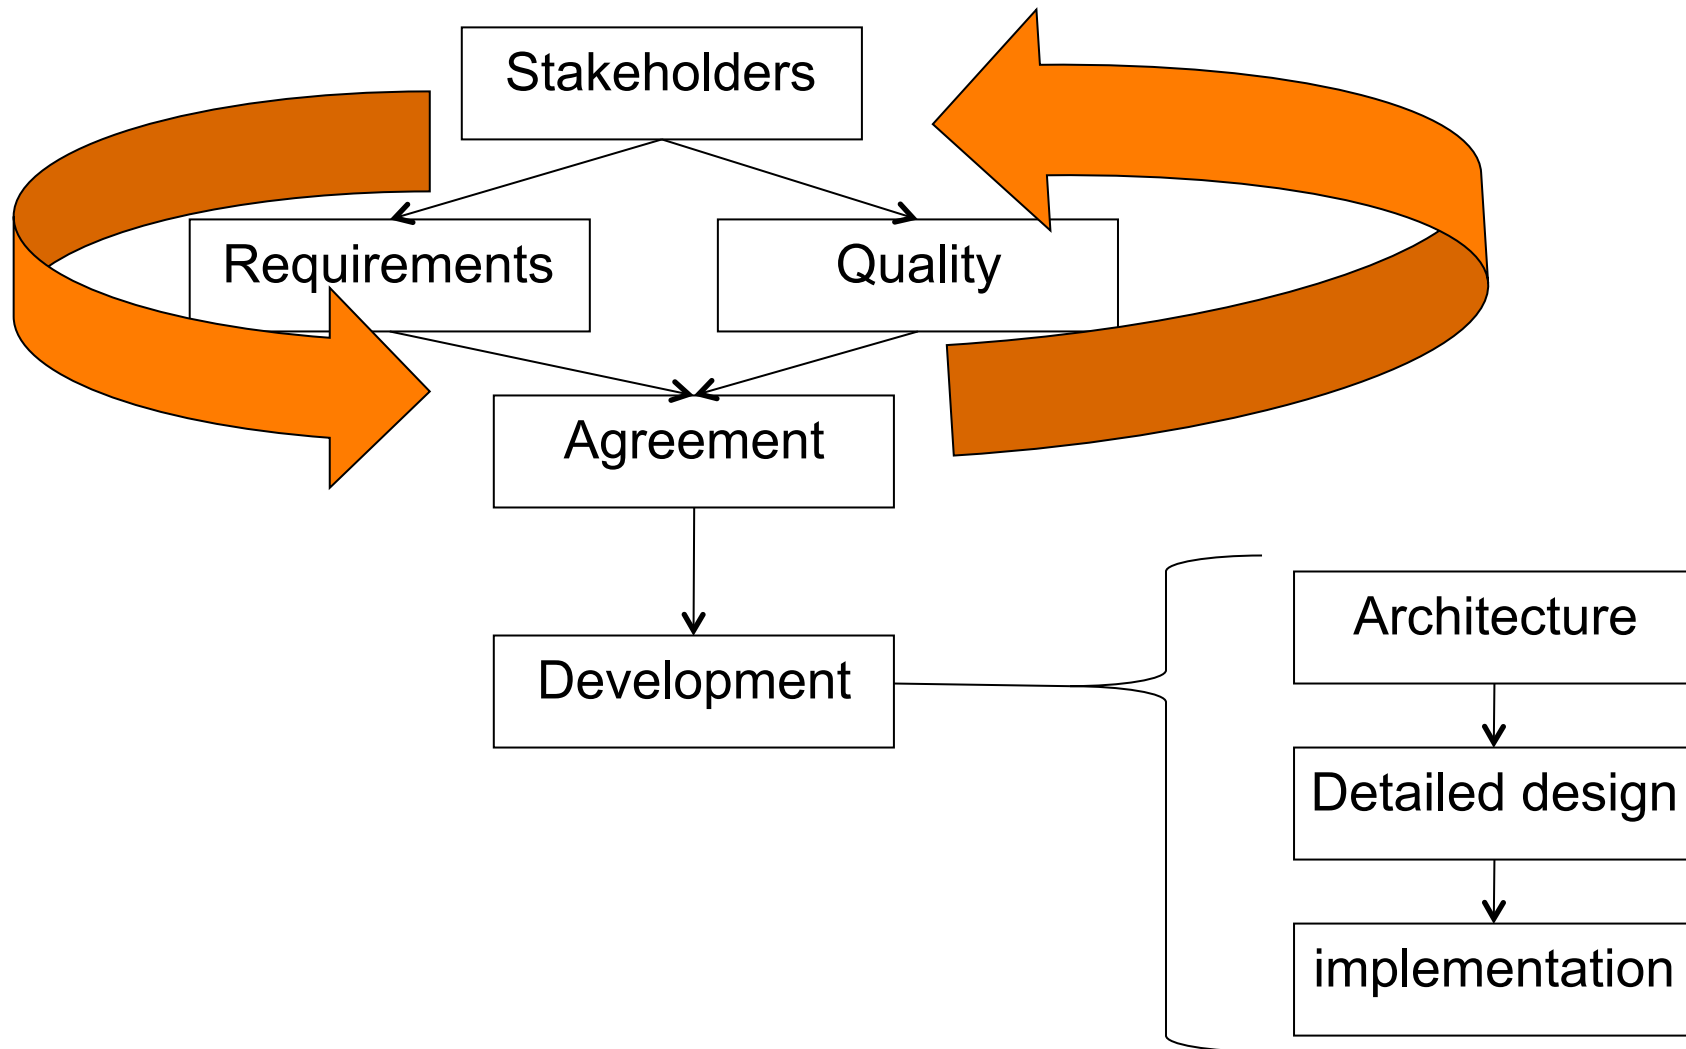 Stakeholders
Requirements
Quality
Agreement
Development
Architecture
Detailed design
implementation